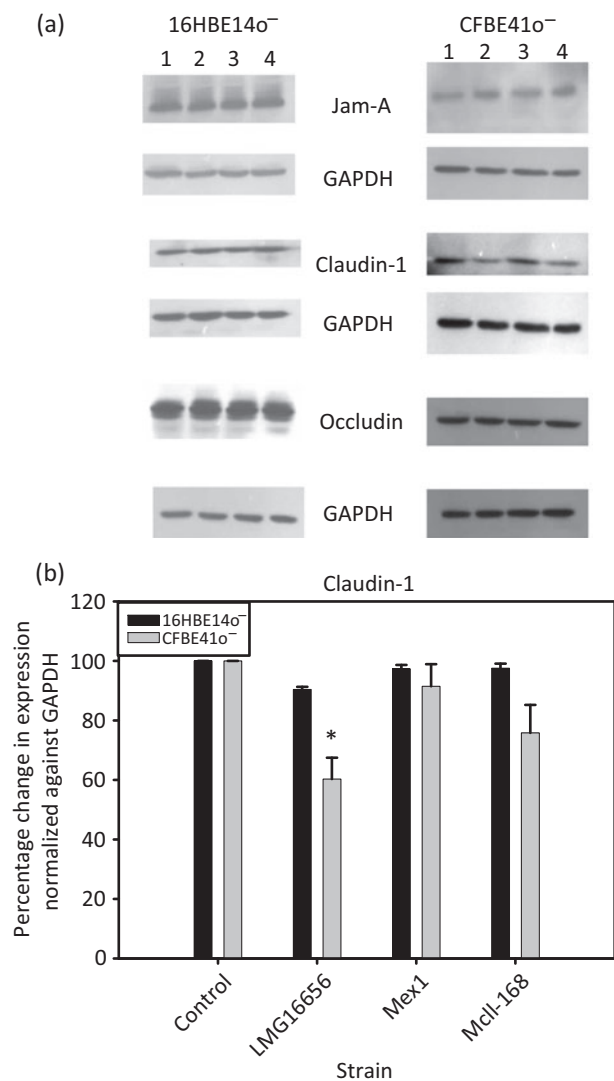 (a)
16HBE14o⁻ CFBE41o⁻
1 2 3 4 1 2 3 4
Jam-A
GAPDH
Claudin-1
GAPDH
Occludin
GAPDH
(b)
Claudin-1
120
100
80
60
40
20
0
16HBE14o⁻
CFBE41o⁻
*
Percentage change in expression
normalized against GAPDH
Control
LMG16656
Mex1
McII-168
Strain